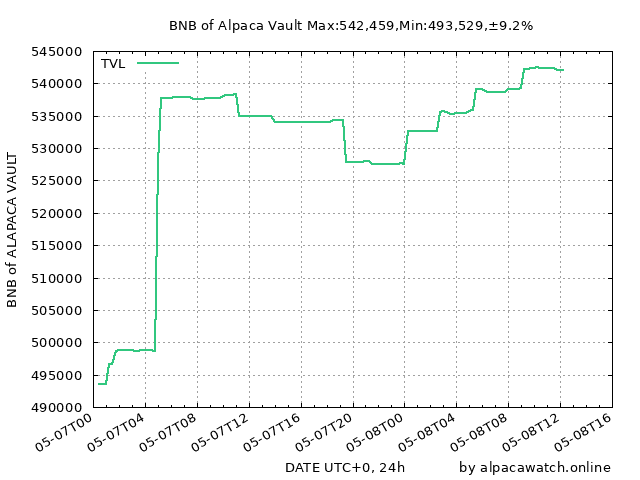 BNB of Alpaca Vault Max:542,459,Min:493,529,±9.2%
TVL
BNB of ALAPACA VAULT
545000
540000
535000
530000
525000
520000
515000
510000
505000
500000
495000
490000
05-07T00
05-07T04
05-07T08
05-07T12
05-07T16
05-07T20
05-08T00
05-08T04
05-08T08
05-08T12
05-08T16
DATE UTC+0, 24h
by alpacawatch.online